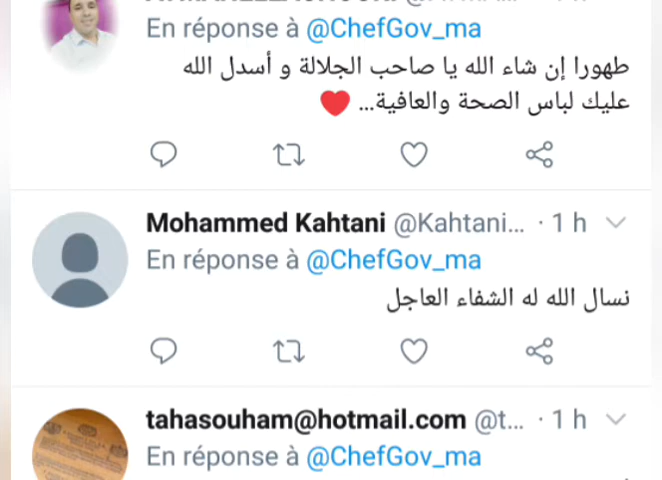 En réponse à @ChefGov_ma
طهورا إن شاء الله يا صاحب الجلالة و أسدل الله
عليك لباس الصحة والعافية... ❤
Mohammed Kahtani @Kahtani... · 1 h
En réponse à @ChefGov_ma
نسال الله له الشفاء العاجل
tahasouham@hotmail.com @t... · 1 h
En réponse à @ChefGov_ma